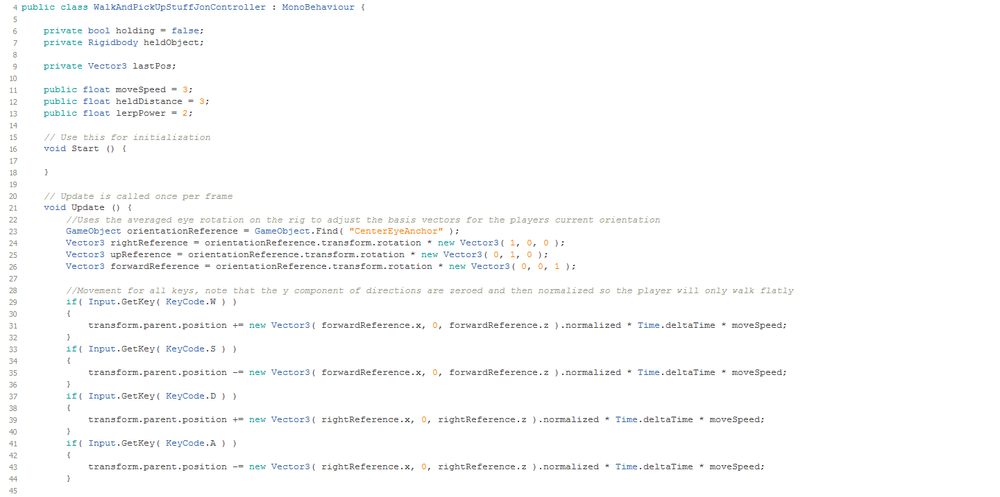 4 public class WalkAndPickUpStuffJonController : MonoBehaviour {
5
6     private bool holding = false;
7     private Rigidbody heldObject;
8
9     private Vector3 lastPos;
10
11     public float moveSpeed = 3;
12     public float heldDistance = 3;
13     public float lerpPower = 2;
14
15     // Use this for initialization
16     void Start () {
17
18     }
19
20     // Update is called once per frame
21     void Update () {
22         //Uses the averaged eye rotation on the rig to adjust the basis vectors for the players current orientation
23         GameObject orientationReference = GameObject.Find( "CenterEyeAnchor" );
24         Vector3 rightReference = orientationReference.transform.rotation * new Vector3( 1, 0, 0 );
25         Vector3 upReference = orientationReference.transform.rotation * new Vector3( 0, 1, 0 );
26         Vector3 forwardReference = orientationReference.transform.rotation * new Vector3( 0, 0, 1 );
27
28         //Movement for all keys, note that the y component of directions are zeroed and then normalized so the player will only walk flatly
29         if( Input.GetKey( KeyCode.W ) )
30         {
31             transform.parent.position += new Vector3( forwardReference.x, 0, forwardReference.z ).normalized * Time.deltaTime * moveSpeed;
32         }
33         if( Input.GetKey( KeyCode.S ) )
34         {
35             transform.parent.position -= new Vector3( forwardReference.x, 0, forwardReference.z ).normalized * Time.deltaTime * moveSpeed;
36         }
37         if( Input.GetKey( KeyCode.D ) )
38         {
39             transform.parent.position += new Vector3( rightReference.x, 0, rightReference.z ).normalized * Time.deltaTime * moveSpeed;
40         }
41         if( Input.GetKey( KeyCode.A ) )
42         {
43             transform.parent.position -= new Vector3( rightReference.x, 0, rightReference.z ).normalized * Time.deltaTime * moveSpeed;
44         }
45